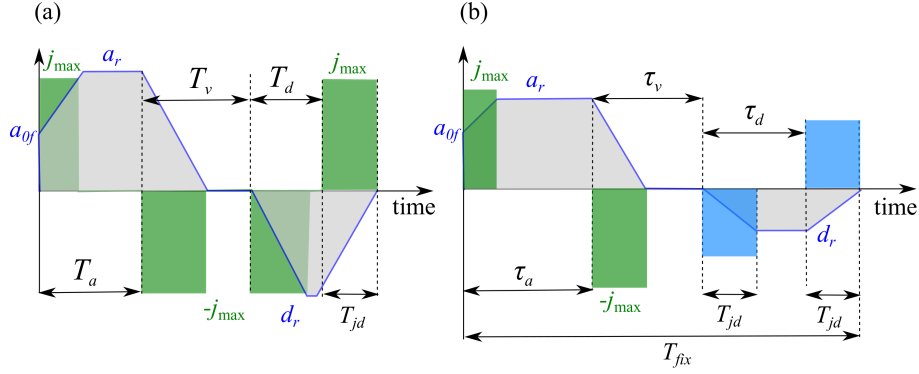 (a)
j_max a_r T_v T_d j_max
a_0f
time
T_a -j_max d_r T_jd
(b)
j_max a_r τ_v
a_0f τ_d
time
τ_a d_r
-j_max T_jd T_jd
T_fix